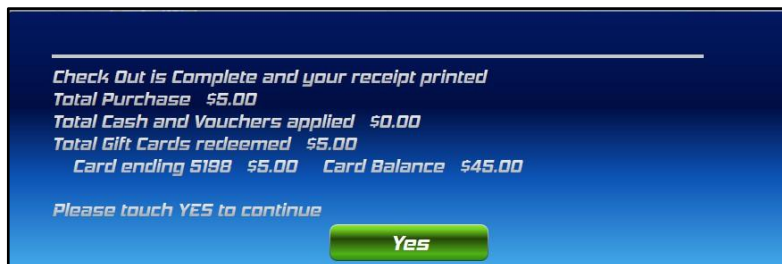 Check Out is Complete and your receipt printed
Total Purchase $5.00
Total Cash and Vouchers applied $0.00
Total Gift Cards redeemed $5.00
Card ending 5198 $5.00 Card Balance $45.00
Please touch YES to continue
Yes